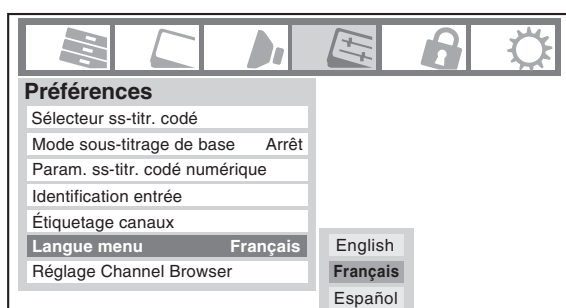 Préférences
Sélecteur ss-titr. codé
Mode sous-titrage de base Arrêt
Param. ss-titr. codé numérique
Identification entrée
Étiquetage canaux
Langue menu Français
Réglage Channel Browser
English
Français
Español